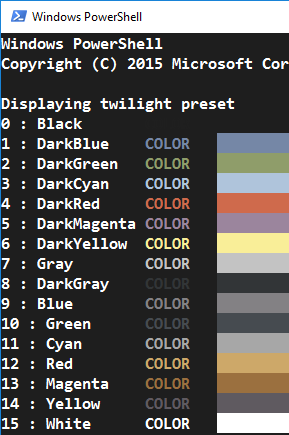 Windows PowerShell
Windows PowerShell
Copyright (C) 2015 Microsoft Cor
Displaying twilight preset
0 : Black
1 : DarkBlue COLOR
2 : DarkGreen COLOR
3 : DarkCyan COLOR
4 : DarkRed COLOR
5 : DarkMagenta COLOR
6 : DarkYellow COLOR
7 : Gray COLOR
8 : DarkGray COLOR
9 : Blue COLOR
10 : Green COLOR
11 : Cyan COLOR
12 : Red COLOR
13 : Magenta COLOR
14 : Yellow COLOR
15 : White COLOR